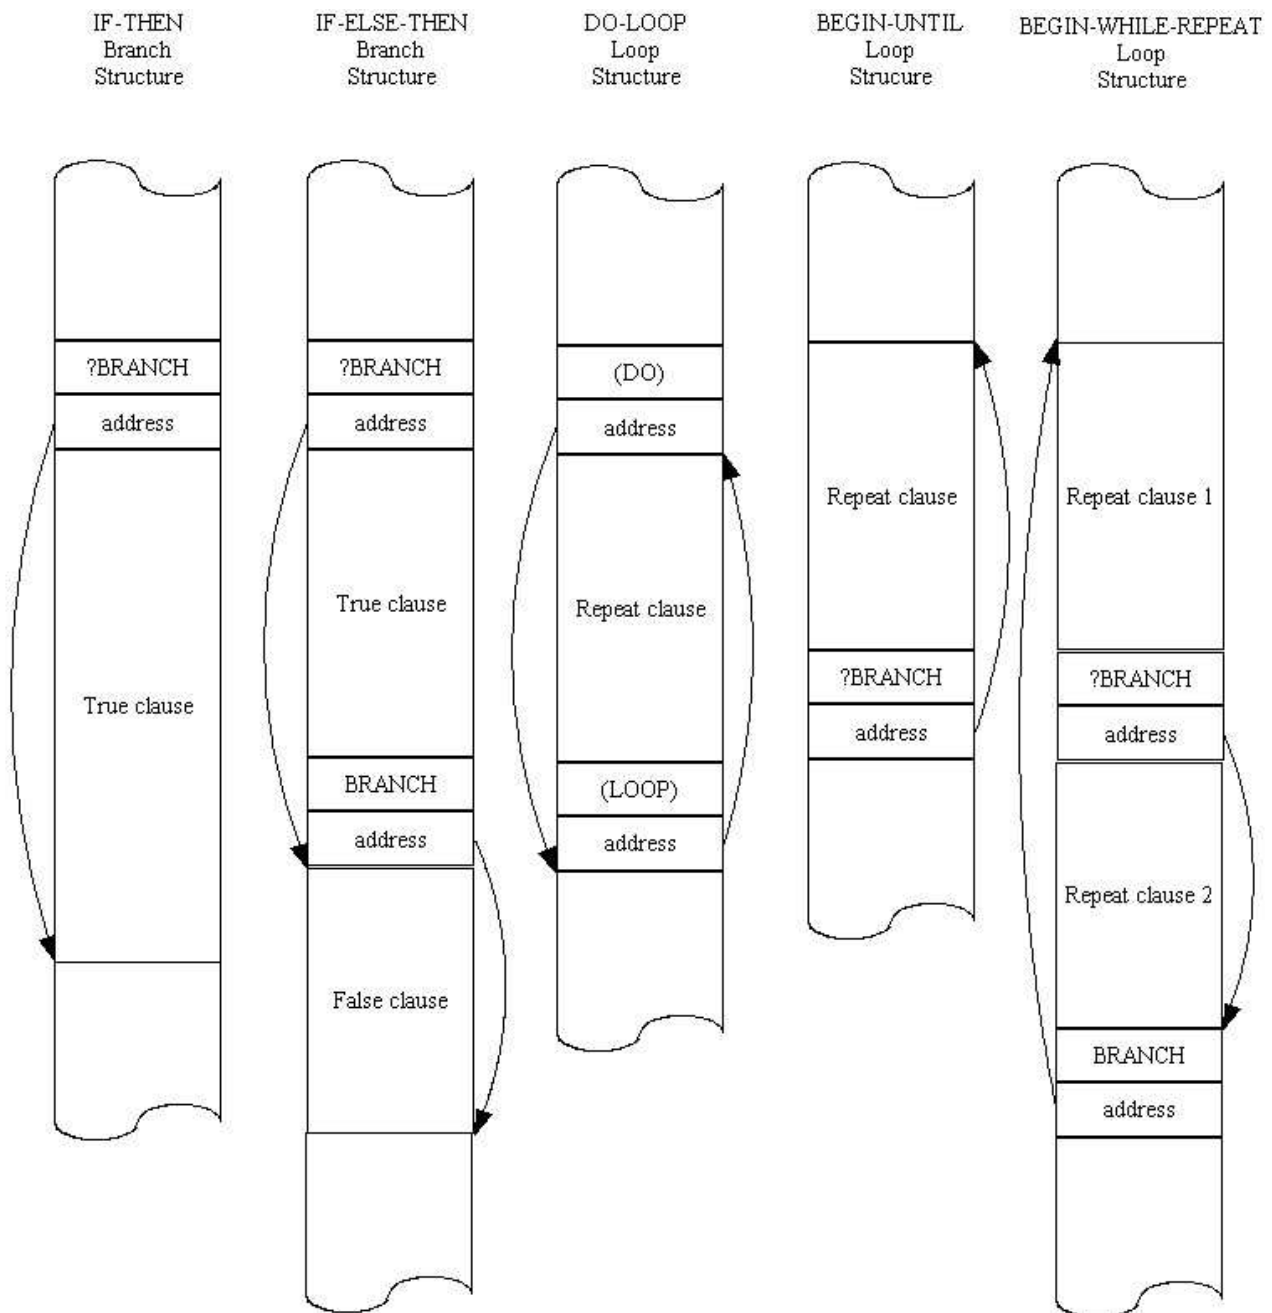 IF-THEN
Branch
Structure
IF-ELSE-THEN
Branch
Structure
DO-LOOP
Loop
Structure
BEGIN-UNTIL
Loop
Strucure
BEGIN-WHILE-REPEAT
Loop
Structure
?BRANCH
address
True clause
?BRANCH
address
True clause
BRANCH
address
False clause
(DO)
address
Repeat clause
(LOOP)
address
Repeat clause
?BRANCH
address
Repeat clause 1
?BRANCH
address
Repeat clause 2
BRANCH
address